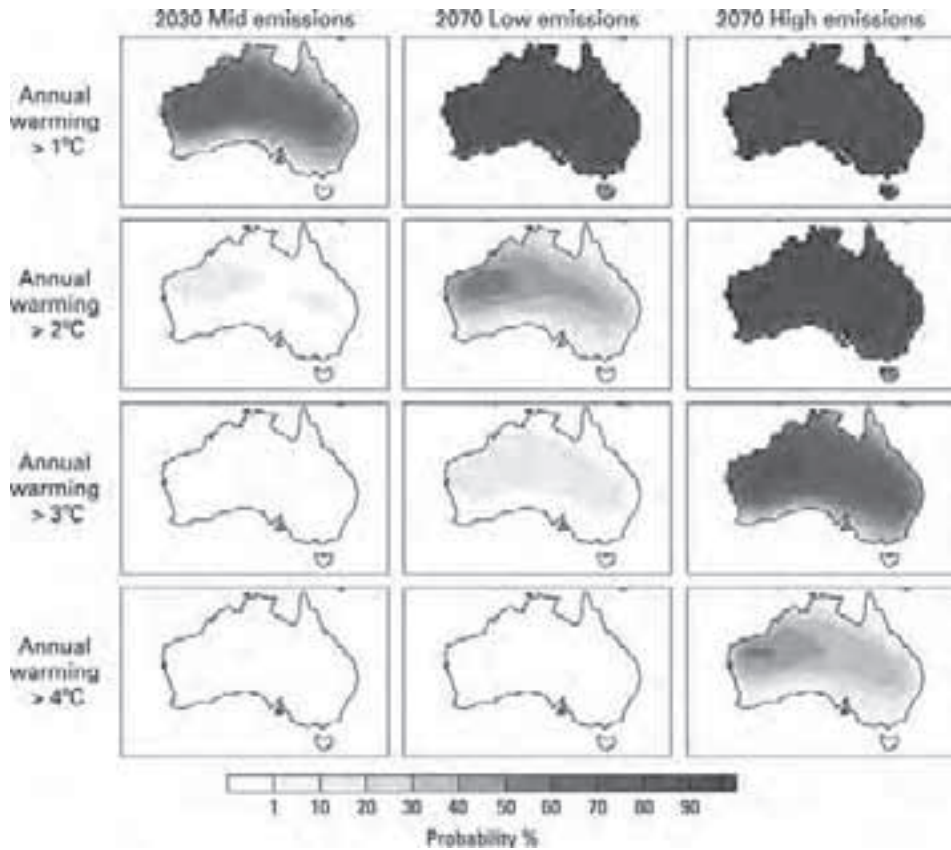 2030 Mid emissions 2070 Low emissions 2070 High emissions
Annual
warming
> 1°C
Annual
warming
> 2°C
Annual
warming
> 3°C
Annual
warming
> 4°C
1 10 20 30 40 50 60 70 80 90
Probability %